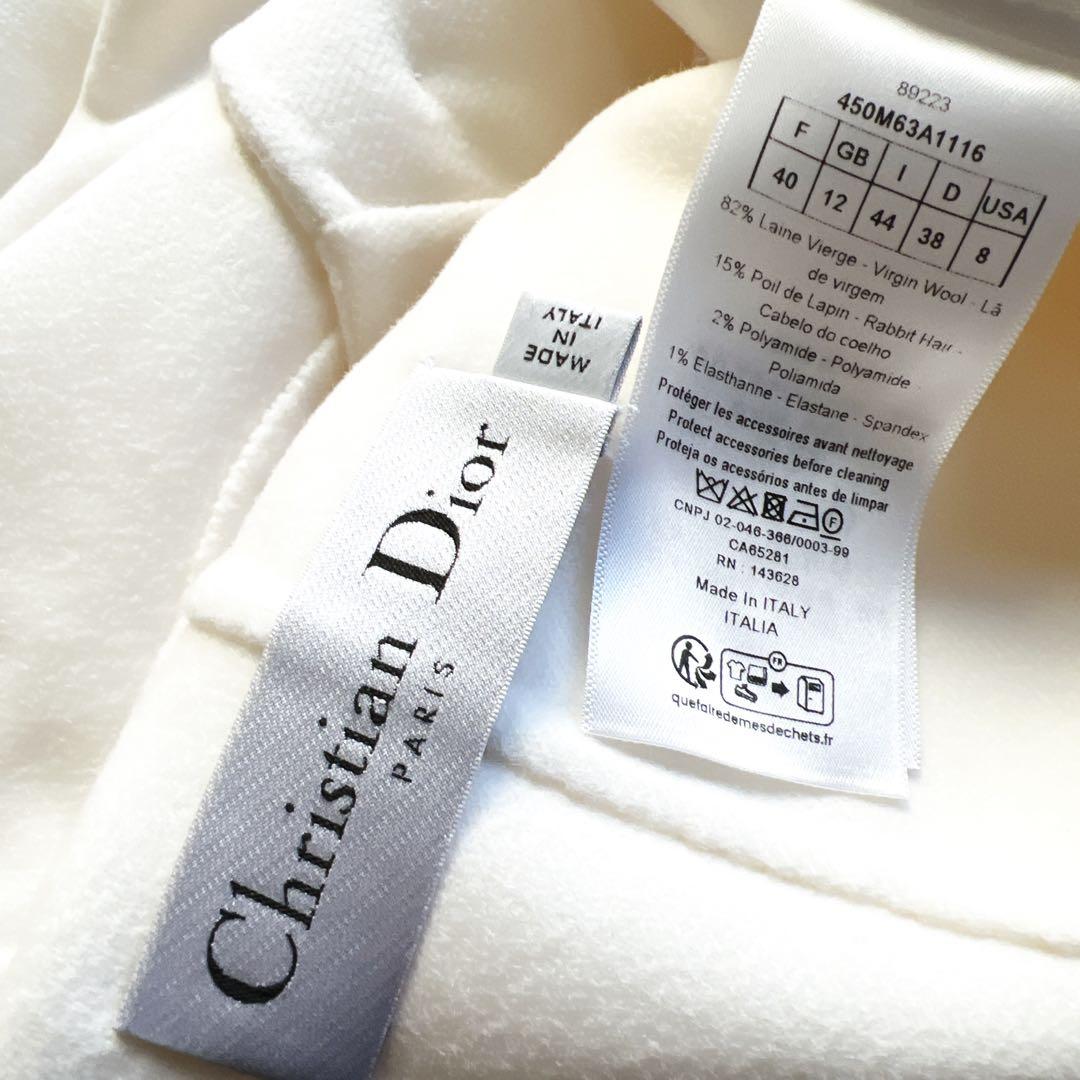 89223
450M63A1116
F GB I D USA
40 12 44 38 8
82% Laine Vierge - Virgin Wool - Lã
de virgem
15% Poil de Lapin - Rabbit Hair -
Cabelo do coelho
2% Polyamide - Polyamide -
Poliamida
1% Elasthanne - Elastane - Spandex
Protéger les accessoires avant nettoyage
Protect accessories before cleaning
Proteja os acessórios antes de limpar
F
CNPJ 02-046-366/0003-99
CA65281
RN : 143628
Made In ITALY
ITALIA
FR
quefairedemesdechets.fr
MADE
IN
ITALY
Christian Dior
PARIS